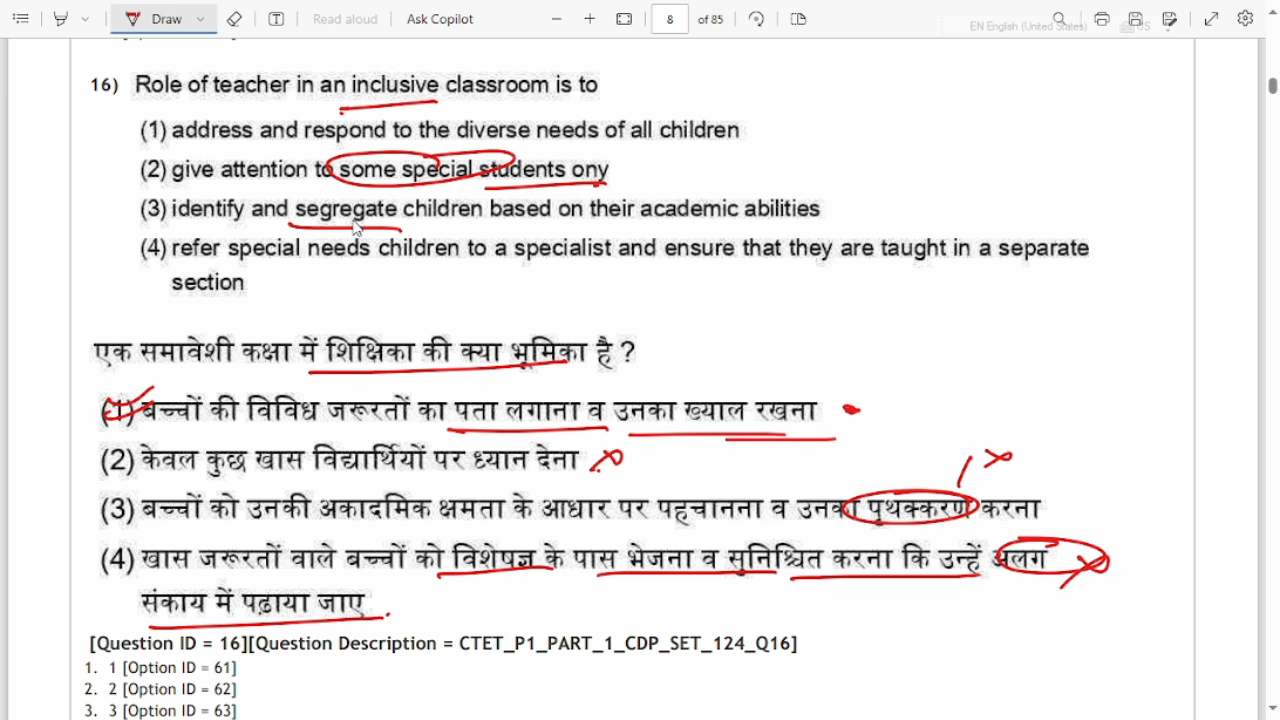 Draw
Read aloud
Ask Copilot
8
of 85
EN English (United States)
16) Role of teacher in an inclusive classroom is to
(1) address and respond to the diverse needs of all children
(2) give attention to some special students ony
(3) identify and segregate children based on their academic abilities
(4) refer special needs children to a specialist and ensure that they are taught in a separate
section
एक समावेशी कक्षा में शिक्षिका की क्या भूमिका है ?
(1) बच्चों की विविध जरूरतों का पता लगाना व उनका ख्याल रखना
(2) केवल कुछ खास विद्यार्थियों पर ध्यान देना
(3) बच्चों को उनकी अकादमिक क्षमता के आधार पर पहचानना व उनका पृथक्करण करना
(4) खास जरूरतों वाले बच्चों को विशेषज्ञ के पास भेजना व सुनिश्चित करना कि उन्हें अलग
संकाय में पढ़ाया जाए
[Question ID = 16][Question Description = CTET_P1_PART_1_CDP_SET_124_Q16]
1. 1 [Option ID = 61]
2. 2 [Option ID = 62]
3. 3 [Option ID = 63]